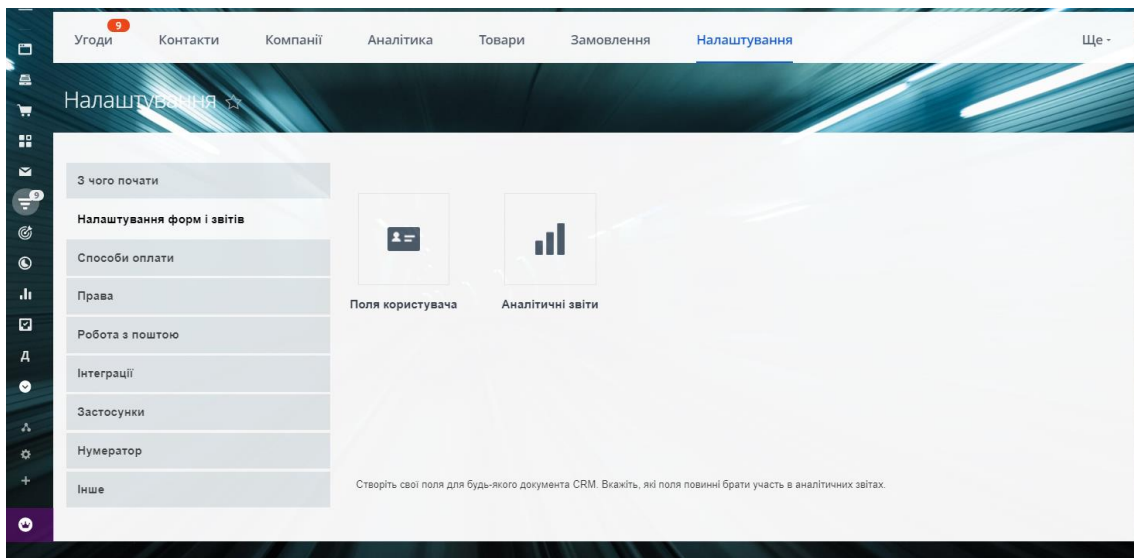 9
Угоди Контакти Компанії Аналітика Товари Замовлення Налаштування Ще
Налаштування
З чого почати
Налаштування форм і звітів
9
Способи оплати
Права
Поля користувача Аналітичні звіти
Робота з поштою
Д
Інтеграції
Застосунки
Нумератор
Інше
Створіть свої поля для будь-якого документа CRM. Вкажіть, які поля повинні брати участь в аналітичних звітах.